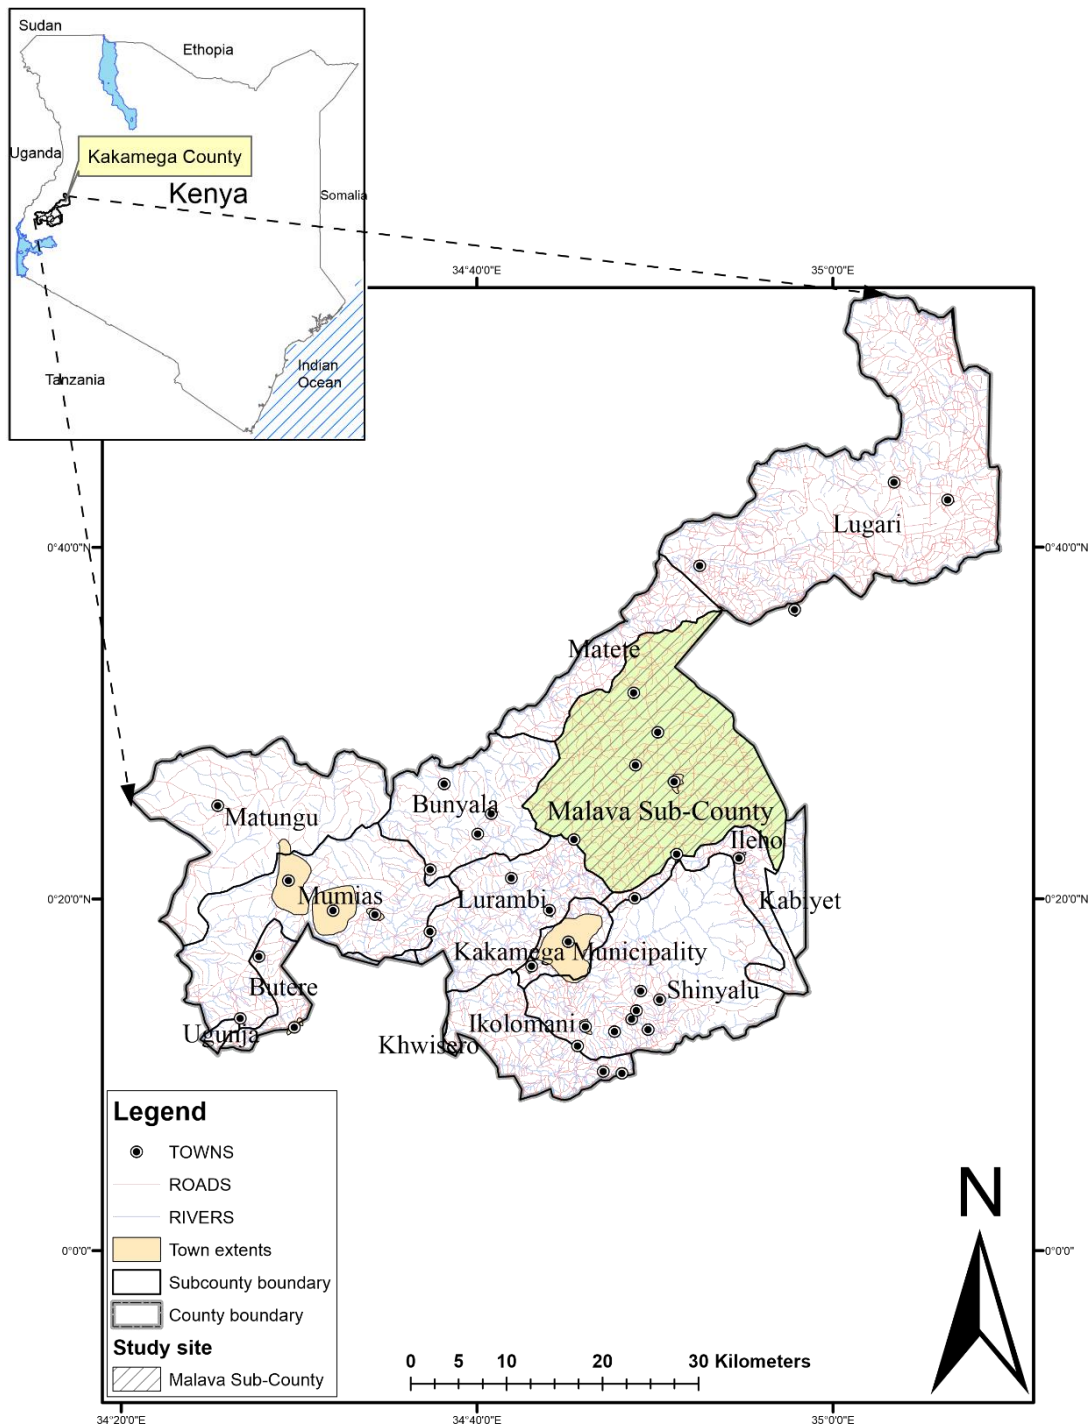 Sudan
Ethiopia
Uganda
Kakamega County
Kenya
Somalia
Indian
Ocean
Tanzania
34°40'0"E
35°0'0"E
Lugari
0°40'0"N
0°40'0"N
Matete
Bunyala
Malava Sub-County
Matungu
Ileho
Mumias
Lurambi
Kabiyet
0°20'0"N
0°20'0"N
Kakamega Municipality
Butere
Shinyalu
Ugunja
Ikolomani
Khwisero
Legend
TOWNS
ROADS
RIVERS
Town extents
Subcounty boundary
County boundary
Study site
Malava Sub-County
N
0°0'0"
0°0'0"
0 5 10 20 30 Kilometers
34°20'0"E
34°40'0"E
35°0'0"E